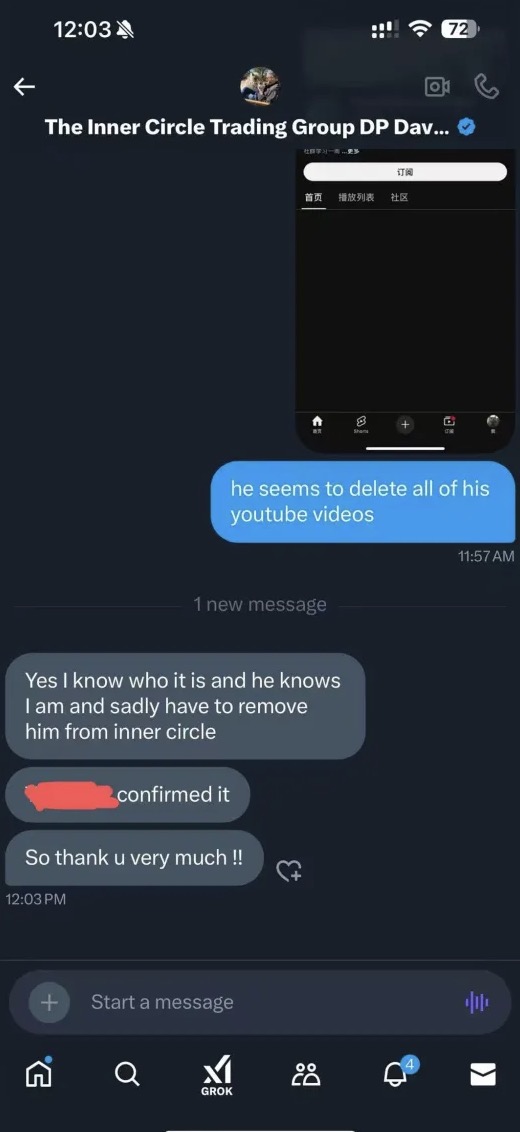 12:03
72
The Inner Circle Trading Group DP Dav...
...更多
订阅
首页 播放列表 社区
首页 Shorts 订阅 我
he seems to delete all of his
youtube videos
11:57 AM
1 new message
Yes I know who it is and he knows
I am and sadly have to remove
him from inner circle
confirmed it
So thank u very much !!
12:03 PM
Start a message
4
GROK